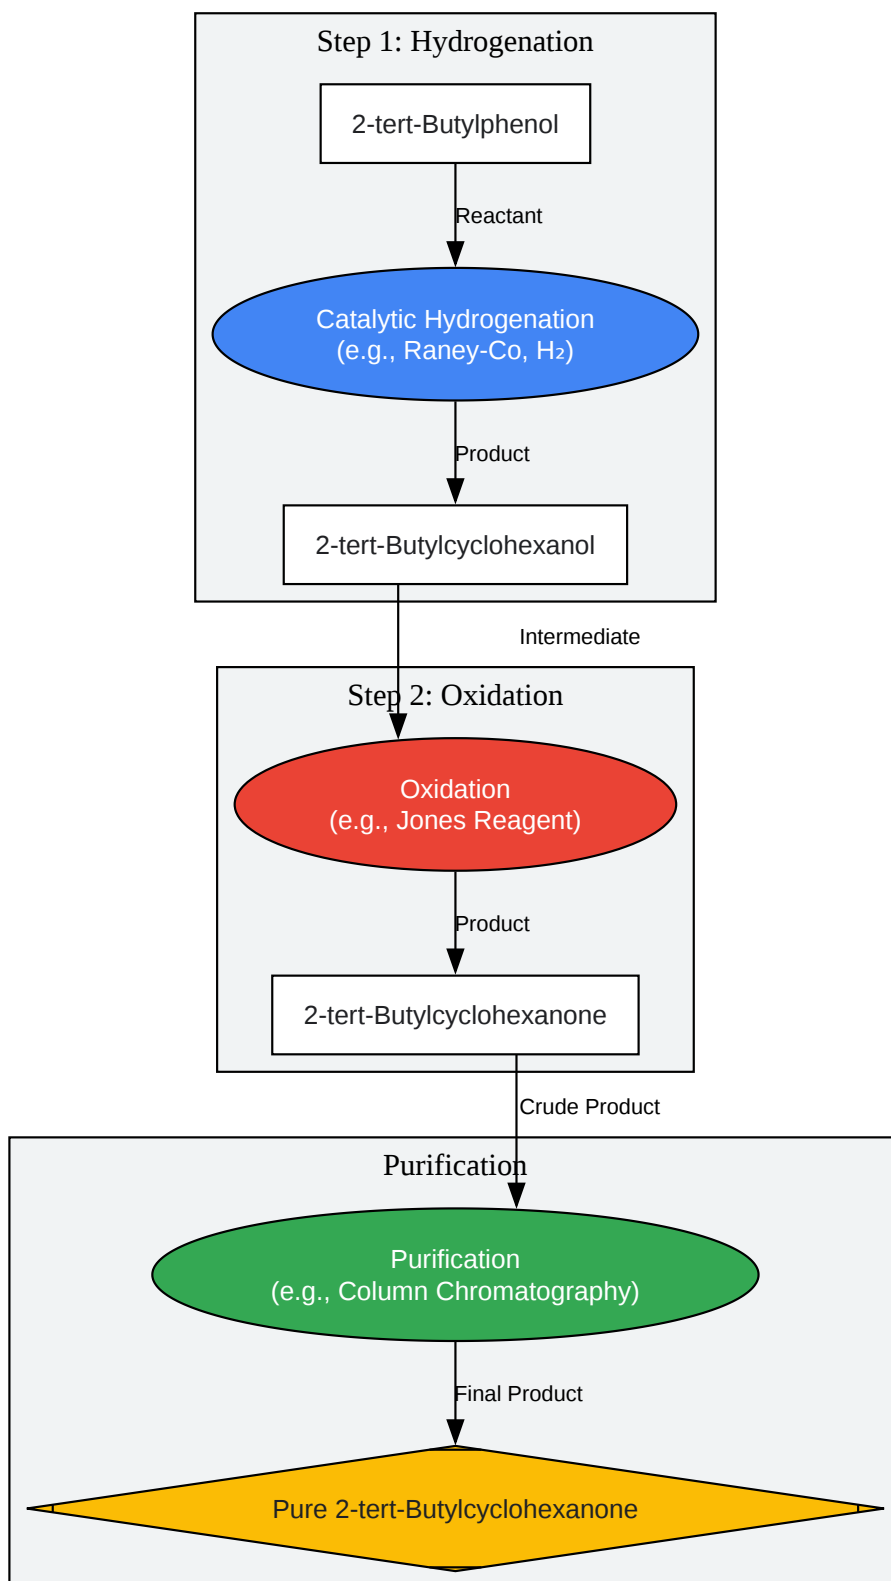 Step 1: Hydrogenation
2-tert-Butylphenol
Reactant
Catalytic Hydrogenation
(e.g., Raney-Co, H₂)
Product
2-tert-Butylcyclohexanol
Intermediate
Step 2: Oxidation
Oxidation
(e.g., Jones Reagent)
Product
2-tert-Butylcyclohexanone
Crude Product
Purification
Purification
(e.g., Column Chromatography)
Final Product
Pure 2-tert-Butylcyclohexanone